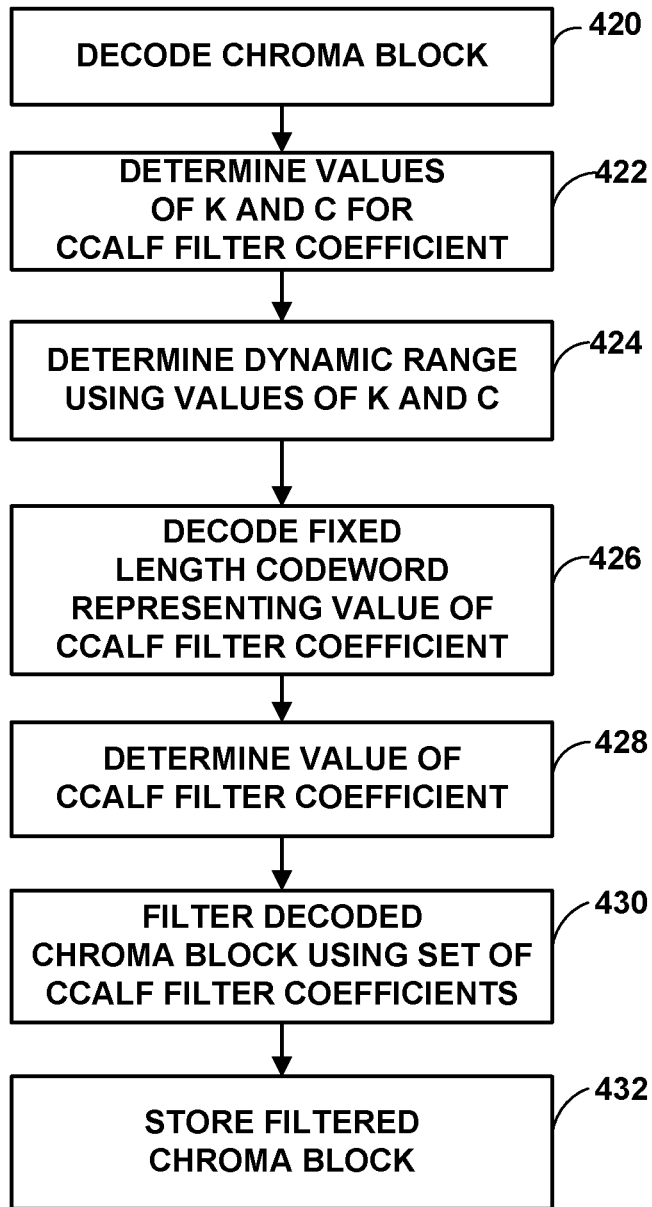 DECODE CHROMA BLOCK
420
DETERMINE VALUES
OF K AND C FOR
CCALF FILTER COEFFICIENT
422
DETERMINE DYNAMIC RANGE
USING VALUES OF K AND C
424
DECODE FIXED
LENGTH CODEWORD
REPRESENTING VALUE OF
CCALF FILTER COEFFICIENT
426
DETERMINE VALUE OF
CCALF FILTER COEFFICIENT
428
FILTER DECODED
CHROMA BLOCK USING SET OF
CCALF FILTER COEFFICIENTS
430
STORE FILTERED
CHROMA BLOCK
432